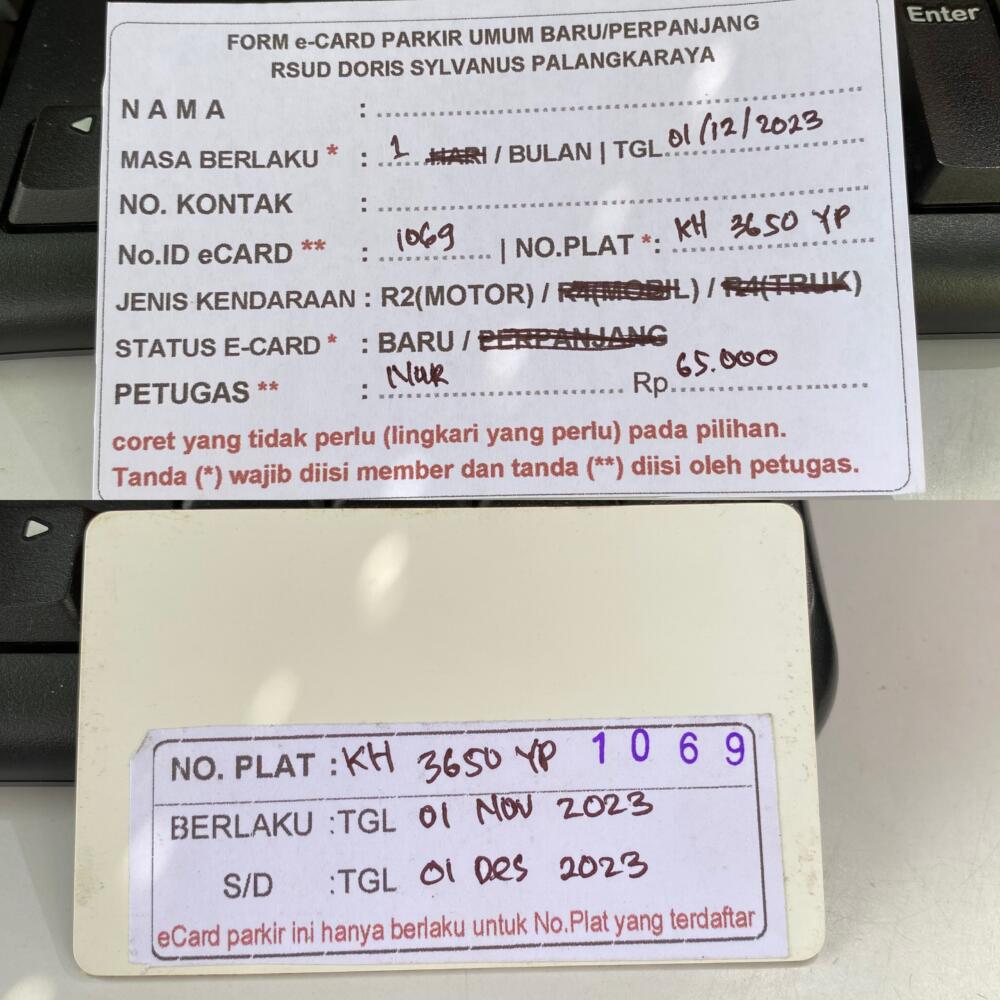 Enter
FORM e-CARD PARKIR UMUM BARU/PERPANJANG
RSUD DORIS SYLVANUS PALANGKARAYA
NAMA :
MASA BERLAKU * : 1 HARI / BULAN | TGL 01/12/2023
NO. KONTAK :
No.ID eCARD ** : 1069 | NO.PLAT *: KH 3650 YP
JENIS KENDARAAN : R2(MOTOR) / R4(MOBIL) / R4(TRUK)
STATUS E-CARD * : BARU / PERPANJANG
PETUGAS ** : NUR Rp. 65.000
coret yang tidak perlu (lingkari yang perlu) pada pilihan.
Tanda (*) wajib diisi member dan tanda (**) diisi oleh petugas.
NO. PLAT : KH 3650 YP 1069
BERLAKU :TGL 01 NOV 2023
S/D :TGL 01 Des 2023
eCard parkir ini hanya berlaku untuk No.Plat yang terdaftar